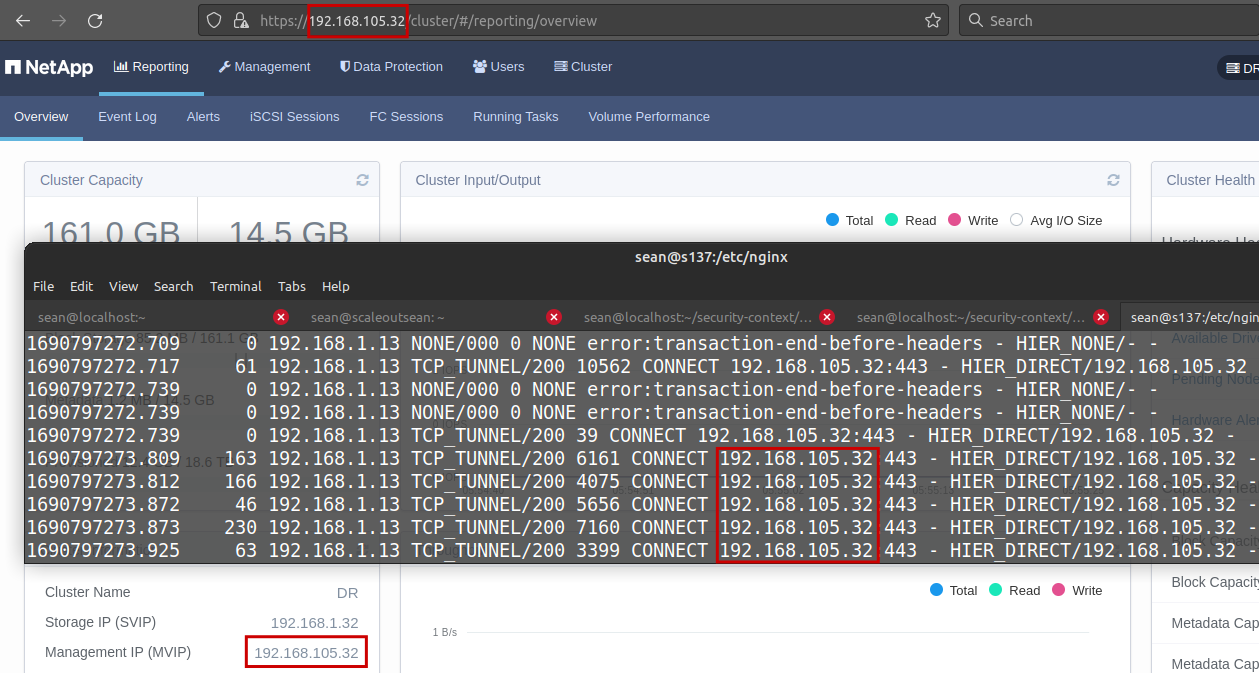 https://192.168.105.32/cluster/#/reporting/overview
Search
NetApp
Reporting
Management
Data Protection
Users
Cluster
DR
Overview
Event Log
Alerts
iSCSI Sessions
FC Sessions
Running Tasks
Volume Performance
Cluster Capacity
Cluster Input/Output
Cluster Health
161.0 GB
14.5 GB
Total
Read
Write
Avg I/O Size
sean@s137:/etc/nginx
File Edit View Search Terminal Tabs Help
sean@localhost:~
sean@scaleoutsean: ~
sean@localhost:~/security-context/...
sean@localhost:~/security-context/...
sean@s137:/etc/ngin
1690797272.709 0 192.168.1.13 NONE/000 0 NONE error:transaction-end-before-headers - HIER_NONE/- -
1690797272.717 61 192.168.1.13 TCP_TUNNEL/200 10562 CONNECT 192.168.105.32:443 - HIER_DIRECT/192.168.105.32
1690797272.739 0 192.168.1.13 NONE/000 0 NONE error:transaction-end-before-headers - HIER_NONE/- -
1690797272.739 0 192.168.1.13 NONE/000 0 NONE error:transaction-end-before-headers - HIER_NONE/- -
1690797272.739 0 192.168.1.13 TCP_TUNNEL/200 39 CONNECT 192.168.105.32:443 - HIER_DIRECT/192.168.105.32 -
1690797273.809 163 192.168.1.13 TCP_TUNNEL/200 6161 CONNECT 192.168.105.32:443 - HIER_DIRECT/192.168.105.32 -
1690797273.812 166 192.168.1.13 TCP_TUNNEL/200 4075 CONNECT 192.168.105.32:443 - HIER_DIRECT/192.168.105.32 -
1690797273.872 46 192.168.1.13 TCP_TUNNEL/200 5656 CONNECT 192.168.105.32:443 - HIER_DIRECT/192.168.105.32 -
1690797273.873 230 192.168.1.13 TCP_TUNNEL/200 7160 CONNECT 192.168.105.32:443 - HIER_DIRECT/192.168.105.32 -
1690797273.925 63 192.168.1.13 TCP_TUNNEL/200 3399 CONNECT 192.168.105.32:443 - HIER_DIRECT/192.168.105.32 -
Cluster Name DR
Storage IP (SVIP) 192.168.1.32
Management IP (MVIP) 192.168.105.32
Total
Read
Write
1 B/s
Block Capacity
Metadata Cap
Metadata Cap